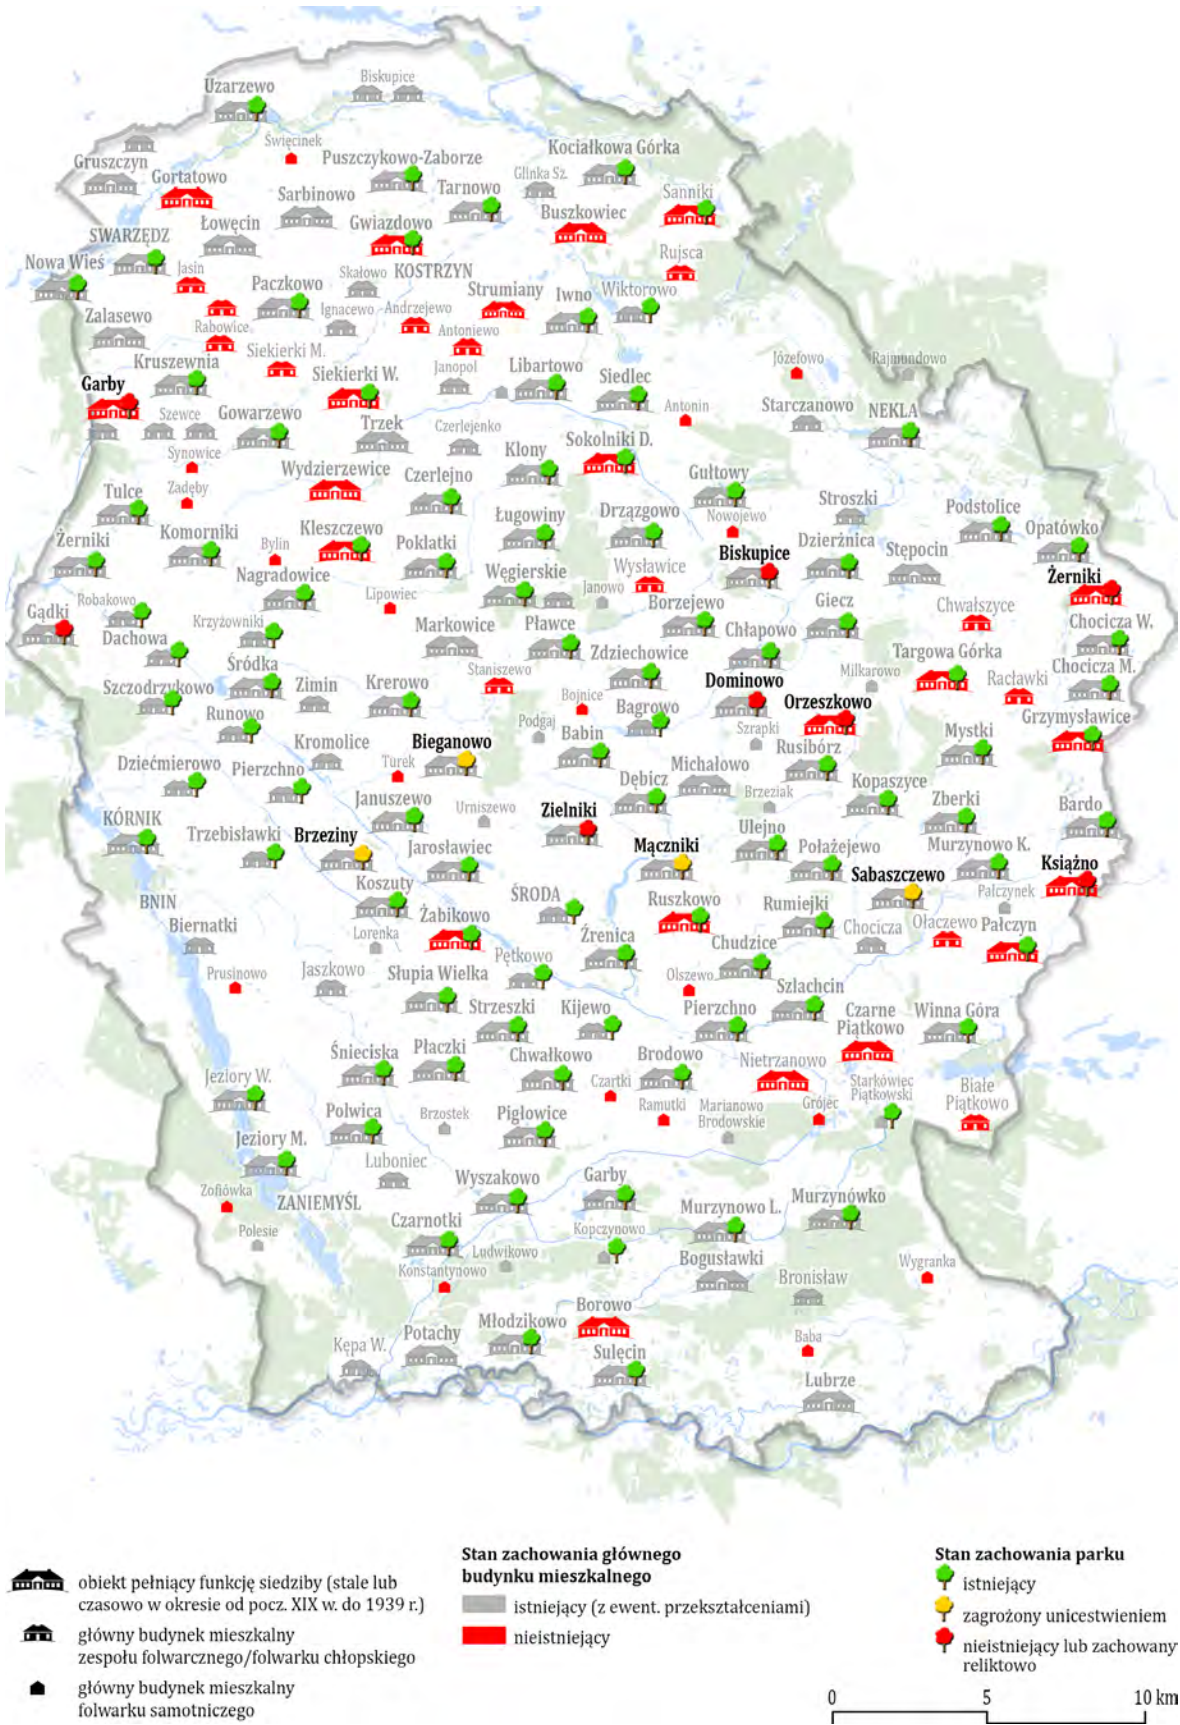 Biskupice
Uzarzewo
Święcinek
Gruszczyn
Puszczykowo-Zaborze
Kociałkowa Górka
Gortatowo
Glinka Sz.
Sarbinowo
Tarnowo
Sanniki
Łowęcin
Gwiazdowo
Buszkowiec
SWARZĘDZ
Nowa Wieś
Jasin
Skałowo
KOSTRZYN
Rujsca
Paczkowo
Strumiany
Iwno
Wiktorowo
Zalasewo
Rabowice
Ignacewo
Andrzejewo
Antoniewo
Kruszewnia
Siekierki M.
Siekierki W.
Janopol
Libartowo
Siedlec
Józefowo
Rajmundowo
Garby
Szewce
Gowarzewo
Trzek
Czerlejenko
Antonin
Starczanowo
NEKLA
Synowice
Klony
Sokolniki D.
Wydzierzewice
Czerlejno
Gułtowy
Zadęby
Tulce
Stroszki
Podstolice
Żerniki
Komorniki
Bylin
Kleszczewo
Ługowiny
Drzązgowo
Nowojewo
Opatówko
Pokłatki
Biskupice
Dzierżnica
Stępocin
Nagradowice
Węgierskie
Wysławice
Żerniki
Robakowo
Lipowiec
Janowo
Gądki
Krzyżowniki
Borzejewo
Giecz
Chwałszyce
Chocicza W.
Dachowa
Markowice
Pławce
Chłapowo
Śródka
Staniszewo
Zdziechowice
Targowa Górka
Milkarowo
Chocicza M.
Szczodrzykowo
Zimin
Krerowo
Bojnice
Dominowo
Racławki
Runowo
Bagrowo
Orzeszkowo
Grzymysławice
Podgaj
Szrapki
Kromolice
Bieganowo
Babin
Rusibórz
Mystki
Dziećmierowo
Pierzchno
Turek
Michałowo
Dębicz
Kopaszyce
Januszewo
Urniszewo
Brzeziak
Zberki
Bardo
KÓRNIK
Zielniki
Trzebisławki
Brzeziny
Jarosławiec
Mączniki
Ulejno
Połażejewo
Murzynowo K.
Sabaszczewo
Książno
Koszuty
Pałczynek
BNIN
ŚRODA
Ruszkowo
Rumiejki
Biernatki
Lorenka
Żabikowo
Chocicza
Ołaczewo
Pałczyn
Źrenica
Chudzice
Jaszkowo
Pętkowo
Prusinowo
Słupia Wielka
Olszewo
Szlachcin
Strzeszki
Kijewo
Pierzchno
Czarne
Piątkowo
Winna Góra
Śnieciska
Płaczki
Chwałkowo
Brodowo
Nietrzanowo
Jeziory W.
Czartki
Starkówiec
Piątkowski
Białe
Piątkowo
Polwica
Brzostek
Pigłowice
Ramutki
Marianowo
Brodowskie
Grójec
Jeziory M.
Luboniec
Garby
Zofiówka
Wyszakowo
ZANIEMYŚL
Murzynowo L.
Murzynówko
Polesie
Czarnotki
Kopczynowo
Ludwikowo
Bogusławki
Wygranka
Konstantynowo
Bronisław
Borowo
Młodzikowo
Potachy
Baba
Kępa W.
Sulęcin
Lubrze
obiekt pełniący funkcję siedziby (stale lub
czasowo w okresie od pocz. XIX w. do 1939 r.)
główny budynek mieszkalny
zespołu folwarcznego/folwarku chłopskiego
główny budynek mieszkalny
folwarku samotniczego
Stan zachowania głównego
budynku mieszkalnego
istniejący (z ewent. przekształceniami)
nieistniejący
Stan zachowania parku
istniejący
zagrożony unicestwieniem
nieistniejący lub zachowany
reliktowo
0 5 10 km